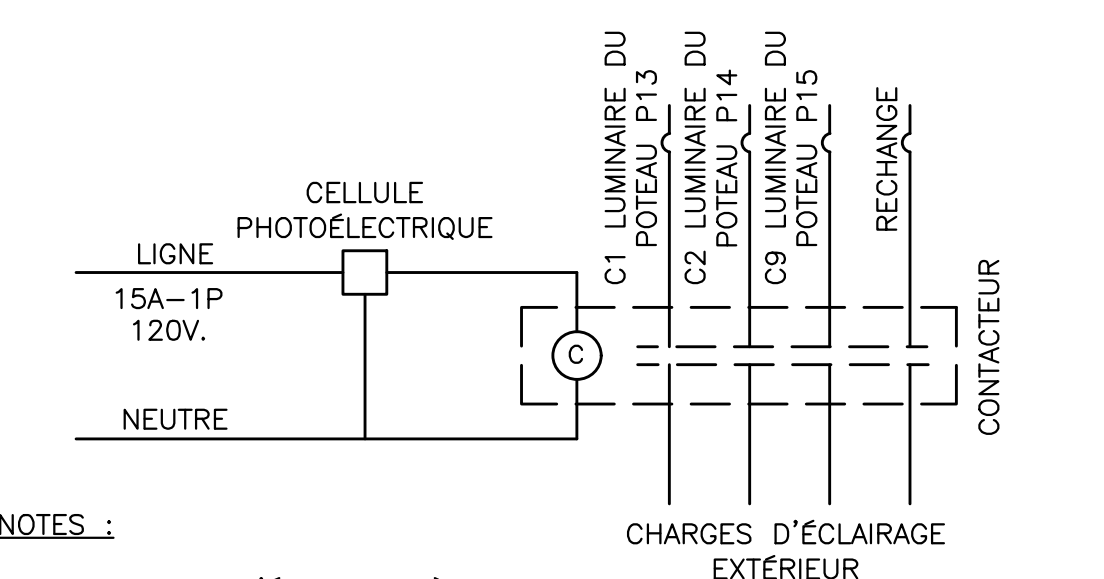 C1 LUMINAIRE DU
POTEAU P13
C2 LUMINAIRE DU
POTEAU P14
C9 LUMINAIRE DU
POTEAU P15
RECHANGE
CELLULE
PHOTOÉLECTRIQUE
LIGNE
15A-1P
120V.
C
CONTACTEUR
NEUTRE
NOTES :
CHARGES D'ÉCLAIRAGE
EXTÉRIEUR